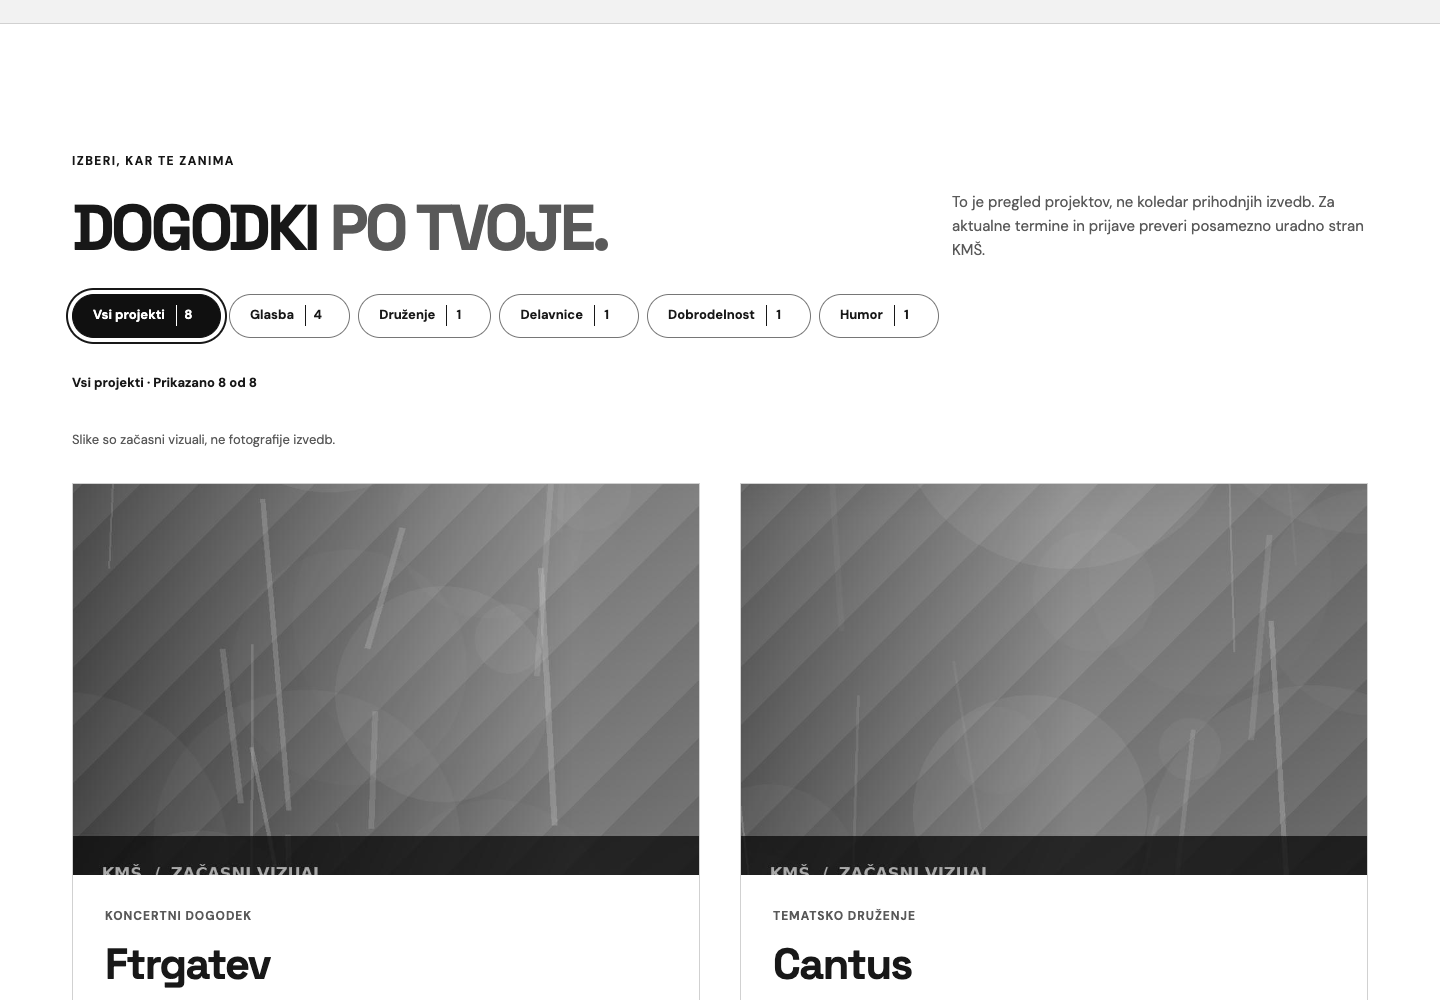 IZBERI, KAR TE ZANIMA
DOGODKI PO TVOJE.
To je pregled projektov, ne koledar prihodnjih izvedb. Za
aktualne termine in prijave preveri posamezno uradno stran
KMŠ.
Vsi projekti 8
Glasba 4
Druženje 1
Delavnice 1
Dobrodelnost 1
Humor 1
Vsi projekti · Prikazano 8 od 8
Slike so začasni vizuali, ne fotografije izvedb.
KMŠ / ZAČASNI VIZUAL
KONCERTNI DOGODEK
Ftrgatev
KMŠ / ZAČASNI VIZUAL
TEMATSKO DRUŽENJE
Cantus